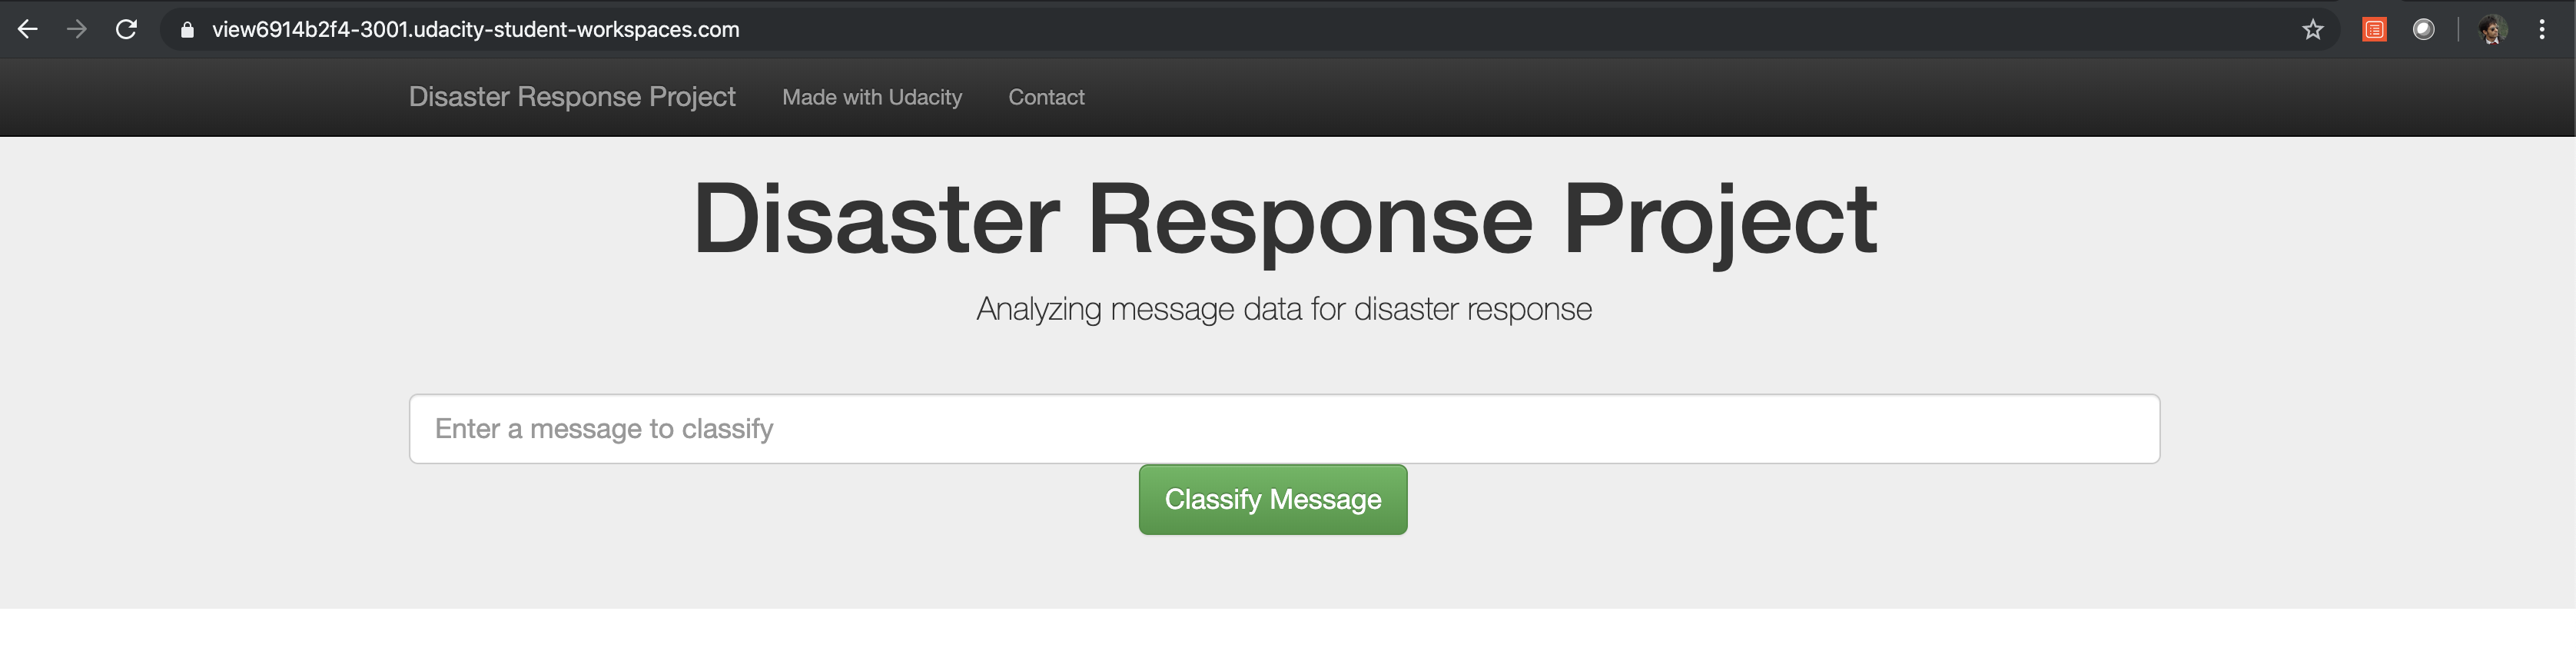 view6914b2f4-3001.udacity-student-workspaces.com
Disaster Response Project Made with Udacity Contact
Disaster Response Project
Analyzing message data for disaster response
Enter a message to classify
Classify Message